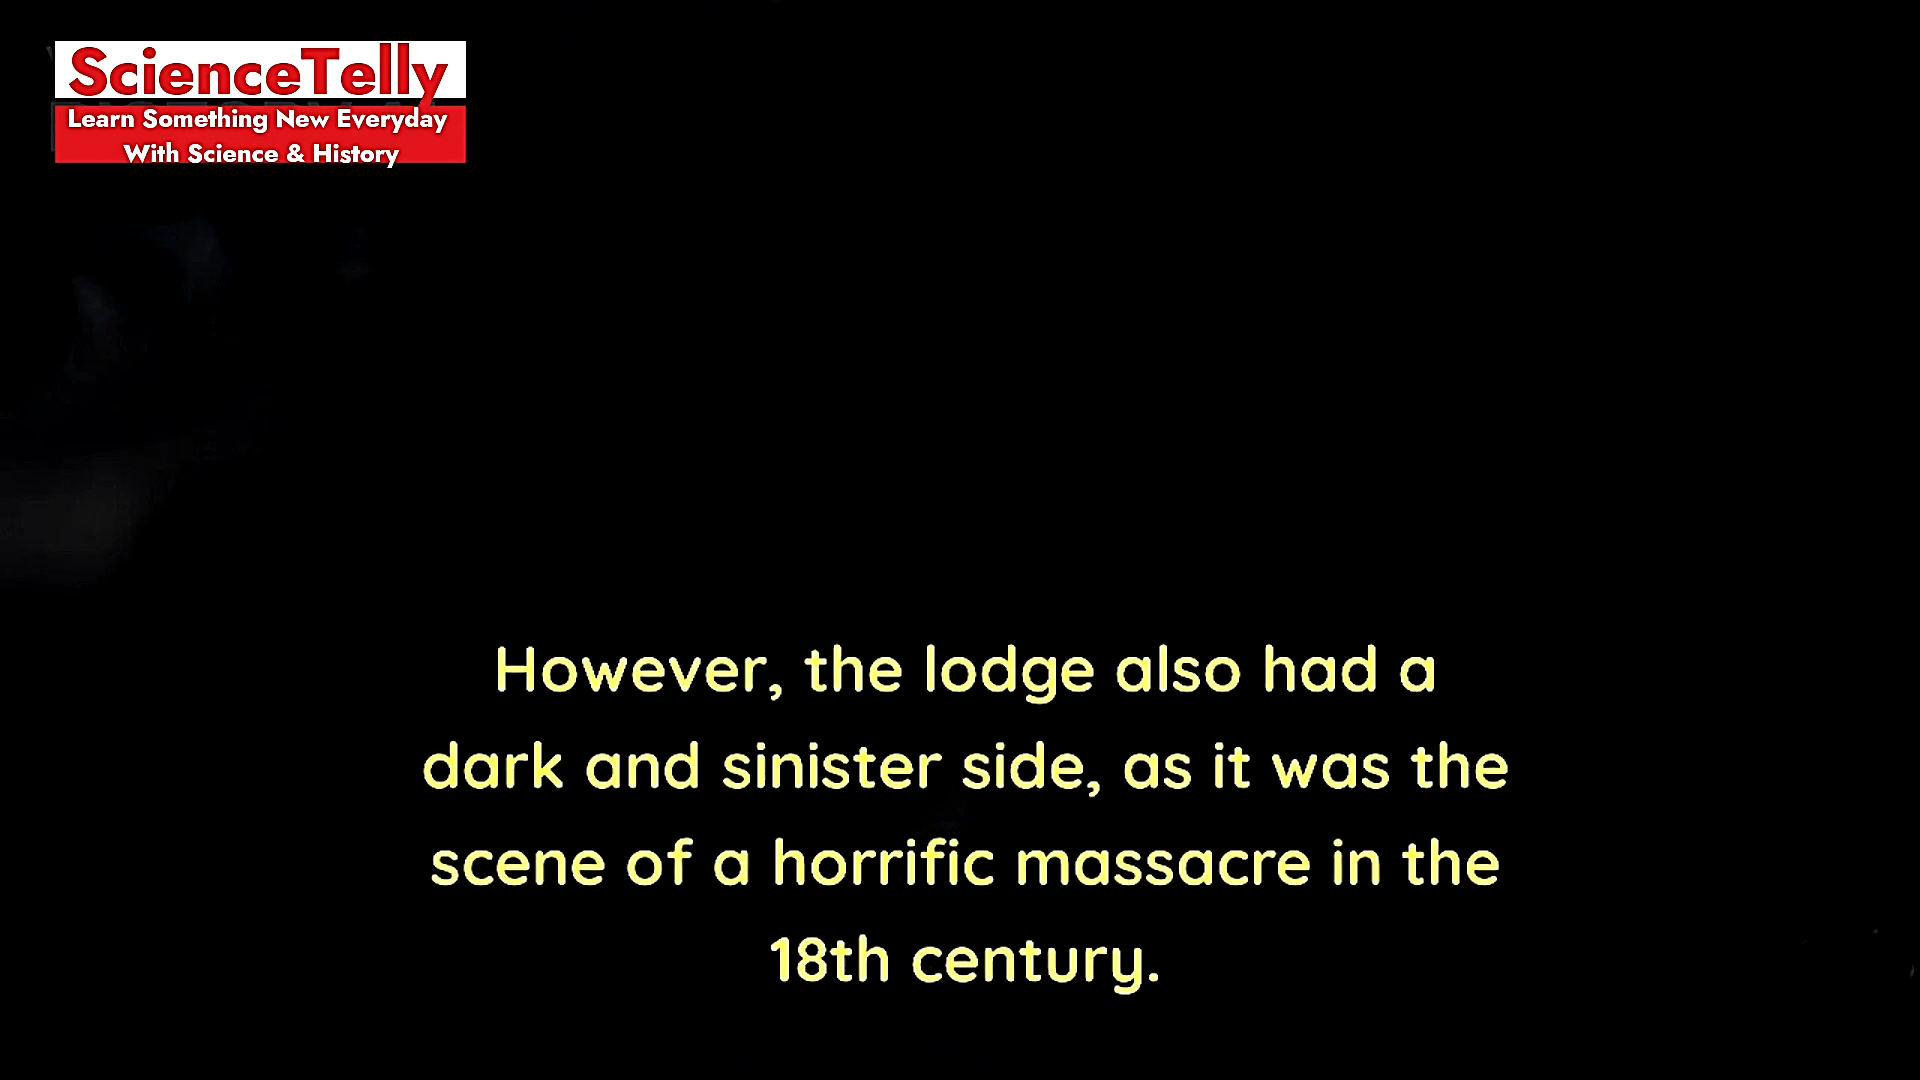 ScienceTelly
Learn Something New Everyday
With Science & History
However, the lodge also had a
dark and sinister side, as it was the
scene of a horrific massacre in the
18th century.